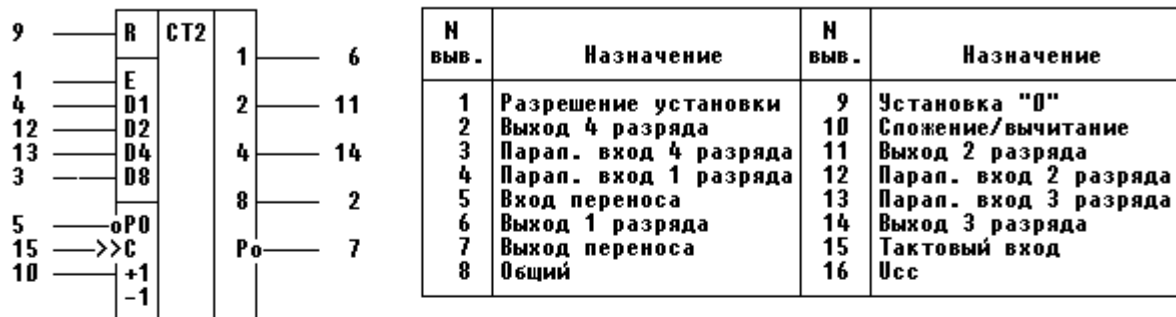 9 R CT2
1 6
1 E
4 D1 2 11
12 D2
13 D4 4 14
3 D8
8 2
5 P0
15 >>C P 7
10 +1
-1
N выв. Назначение N выв. Назначение
1 Разрешение установки 9 Установка "0"
2 Выход 4 разряда 10 Сложение/вычитание
3 Парал. вход 4 разряда 11 Выход 2 разряда
4 Парал. вход 1 разряда 12 Парал. вход 2 разряда
5 Вход переноса 13 Парал. вход 3 разряда
6 Выход 1 разряда 14 Выход 3 разряда
7 Выход переноса 15 Тактовый вход
8 Общий 16 Ucc